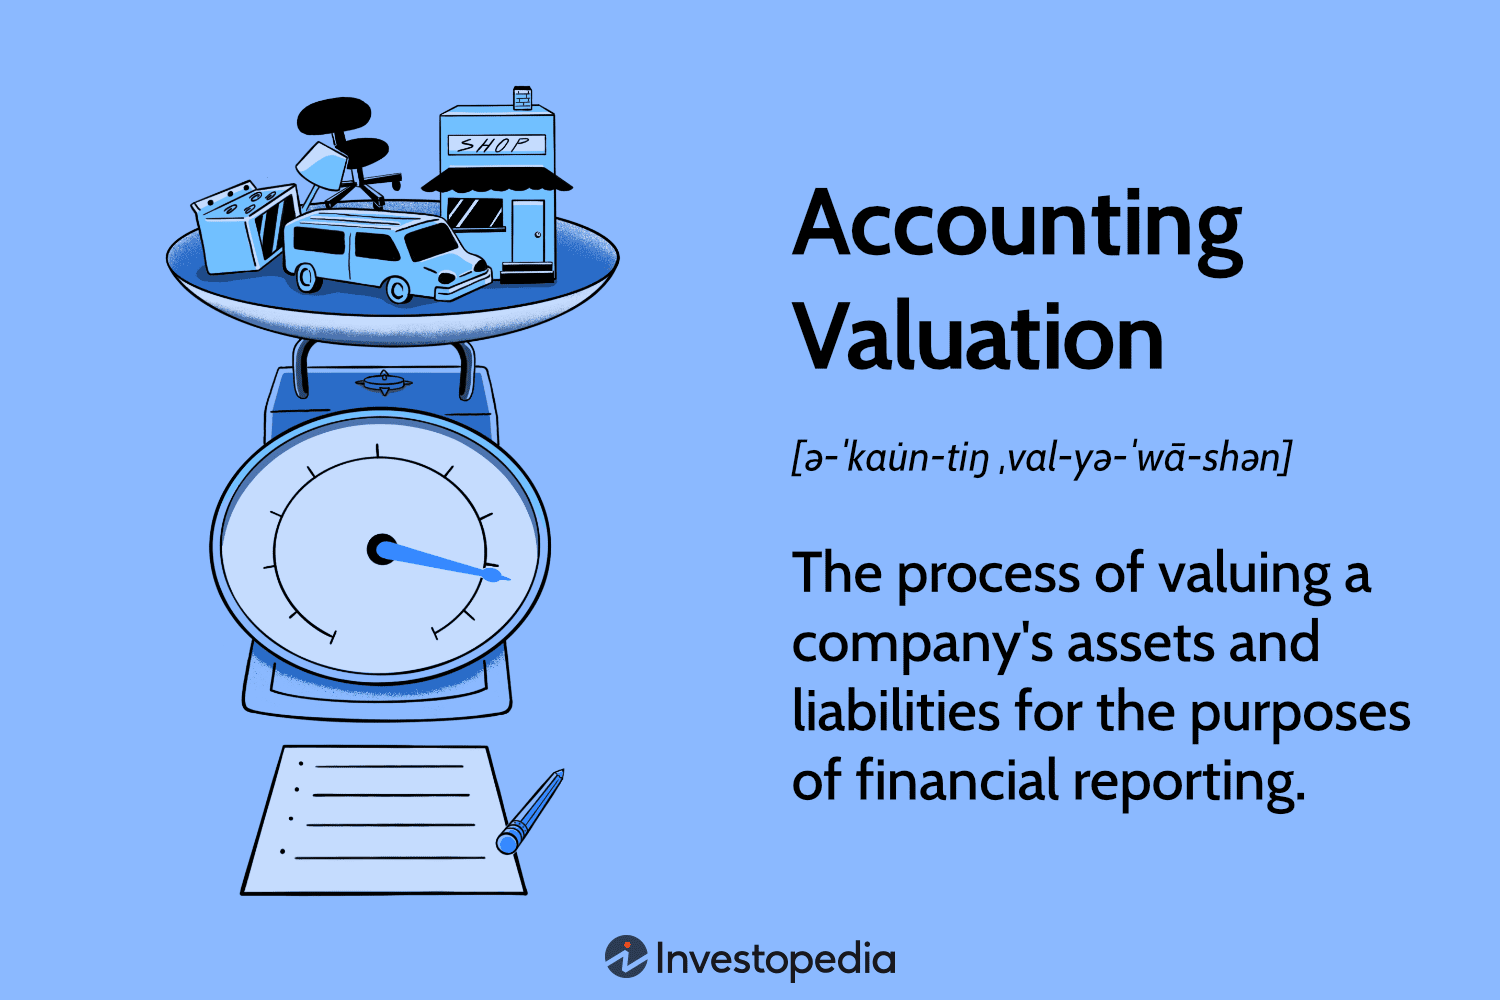 SHOP
Accounting
Valuation
[ə-ˈkau̇n-tiŋ ˌval-yə-ˈwā-shən]
The process of valuing a
company's assets and
liabilities for the purposes
of financial reporting.
Investopedia